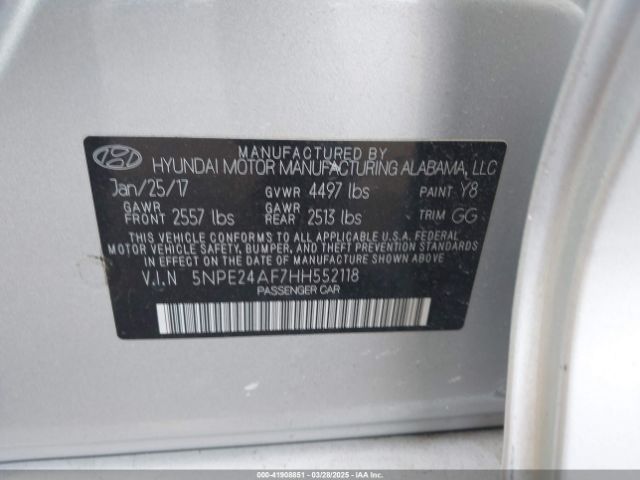 MANUFACTURED BY
HYUNDAI MOTOR MANUFACTURING ALABAMA, LLC
Jan/25/17 GVWR 4497 lbs PAINT Y8
GAWR FRONT 2557 lbs GAWR REAR 2513 lbs TRIM GG
THIS VEHICLE CONFORMS TO ALL APPLICABLE U.S.A. FEDERAL
MOTOR VEHICLE SAFETY, BUMPER, AND THEFT PREVENTION
STANDARDS IN EFFECT ON THE DATE OF MANUFACTURE SHOWN ABOVE
V.I.N 5NPE24AF7HH552118
PASSENGER CAR
000-41908851 | 03/28/2025 | IAAI.COM